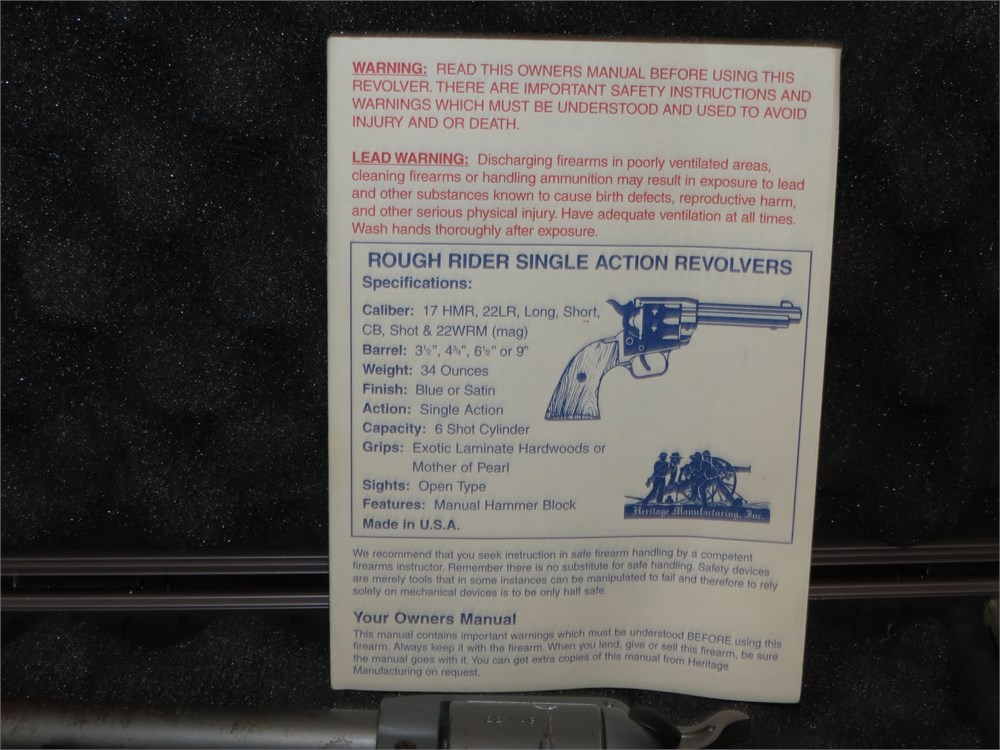 WARNING: READ THIS OWNERS MANUAL BEFORE USING THIS
REVOLVER. THERE ARE IMPORTANT SAFETY INSTRUCTIONS AND
WARNINGS WHICH MUST BE UNDERSTOOD AND USED TO AVOID
INJURY AND OR DEATH.
LEAD WARNING: Discharging firearms in poorly ventilated areas,
cleaning firearms or handling ammunition may result in exposure to lead
and other substances known to cause birth defects, reproductive harm,
and other serious physical injury. Have adequate ventilation at all times.
Wash hands thoroughly after exposure.
ROUGH RIDER SINGLE ACTION REVOLVERS
Specifications:
Caliber: 17 HMR, 22LR, Long, Short,
CB, Shot & 22WRM (mag)
Barrel: 3½", 4¾", 6½" or 9"
Weight: 34 Ounces
Finish: Blue or Satin
Action: Single Action
Capacity: 6 Shot Cylinder
Grips: Exotic Laminate Hardwoods or
Mother of Pearl
Sights: Open Type
Features: Manual Hammer Block
Made in U.S.A.
Heritage Manufacturing, Inc.
We recommend that you seek instruction in safe firearm handling by a competent
firearms instructor. Remember there is no substitute for safe handling. Safety devices
are merely tools that in some instances can be manipulated to fail and therefore to rely
solely on mechanical devices is to be only half safe.
Your Owners Manual
This manual contains important warnings which must be understood BEFORE using this
firearm. Always keep it with the firearm. When you lend, give or sell this firearm, be sure
the manual goes with it. You can get extra copies of this manual from Heritage
Manufacturing on request.